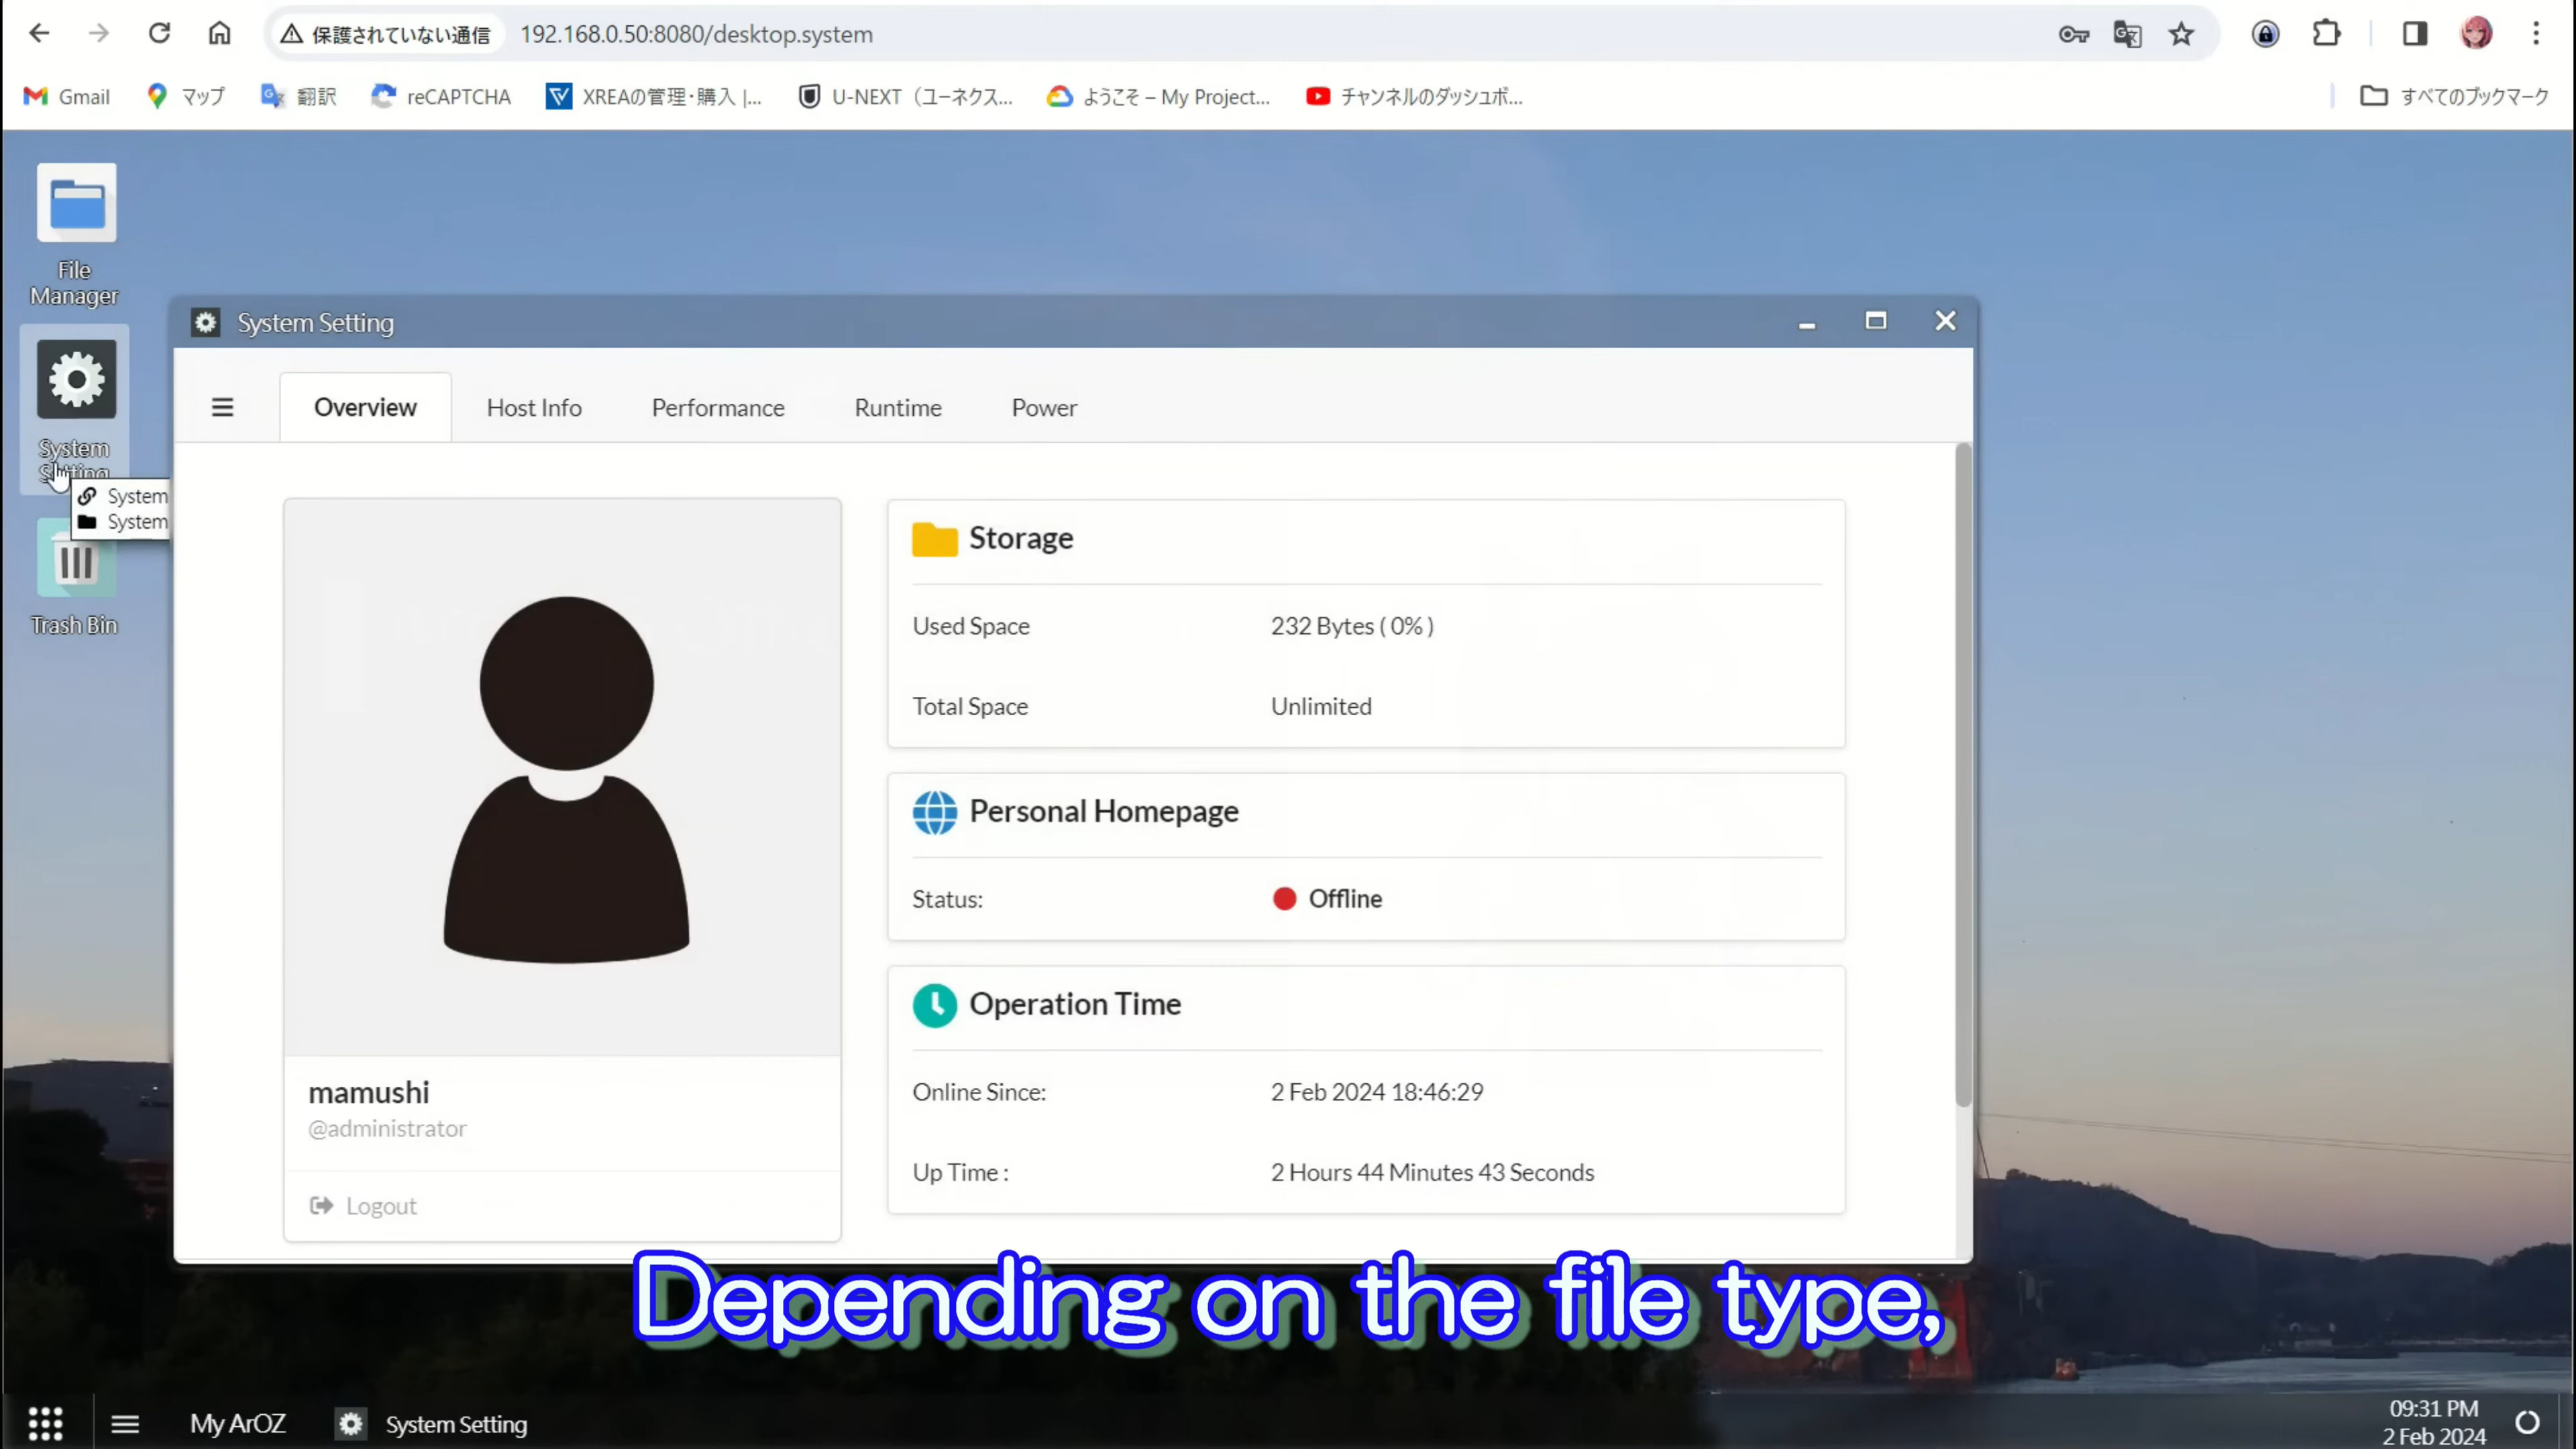 保護されていない通信
192.168.0.50:8080/desktop.system
Gmail
マップ
翻訳
reCAPTCHA
XREAの管理・購入 |...
U-NEXT（ユーネクス...
ようこそ – My Project...
チャンネルのダッシュボ...
すべてのブックマーク
File
Manager
System
Setting
System
System
Trash Bin
System Setting
Overview
Host Info
Performance
Runtime
Power
Storage
Used Space
232 Bytes ( 0% )
Total Space
Unlimited
Personal Homepage
Status:
Offline
Operation Time
Online Since:
2 Feb 2024 18:46:29
Up Time :
2 Hours 44 Minutes 43 Seconds
mamushi
@administrator
Logout
Depending on the file type,
My ArOZ
System Setting
09:31 PM
2 Feb 2024